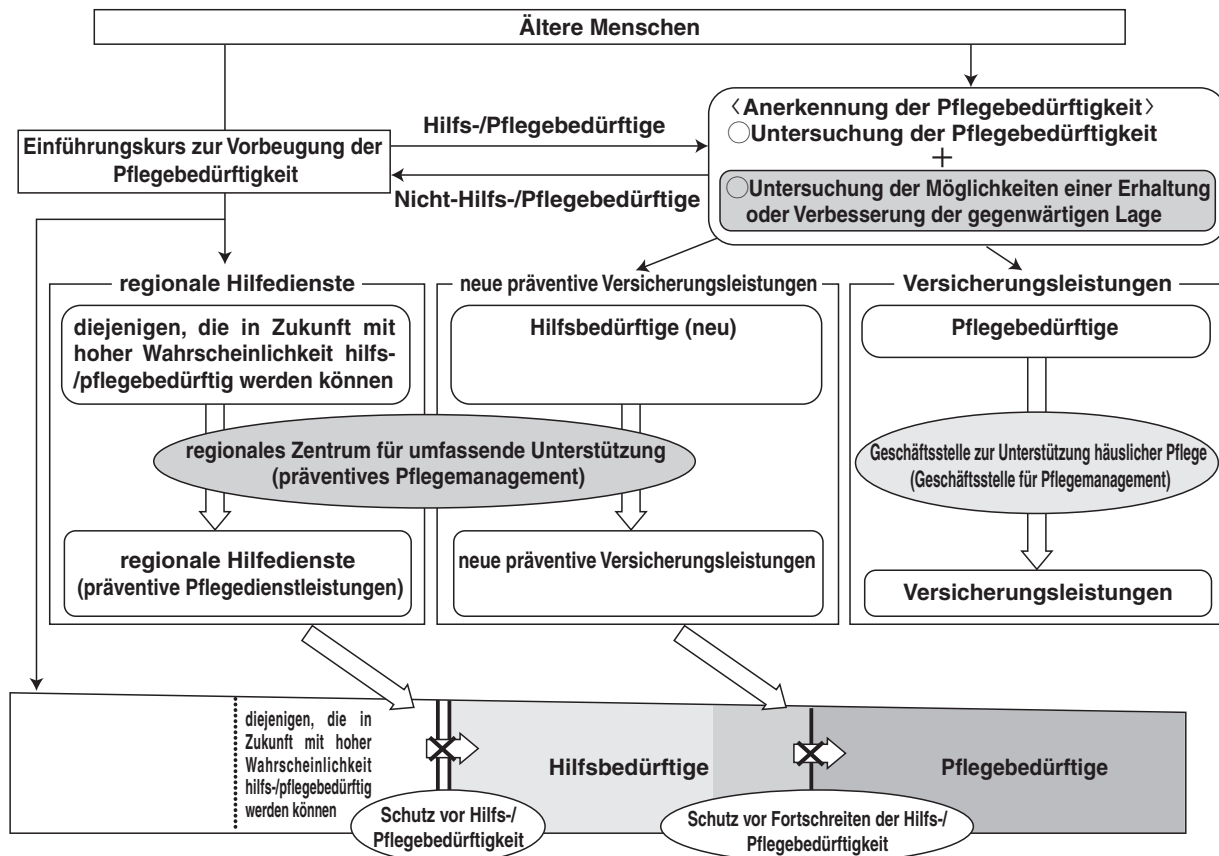 Ältere Menschen
Einführungskurs zur Vorbeugung der
Pflegebedürftigkeit
Hilfs-/Pflegebedürftige
Nicht-Hilfs-/Pflegebedürftige
〈Anerkennung der Pflegebedürftigkeit〉
○Untersuchung der Pflegebedürftigkeit
+
○Untersuchung der Möglichkeiten einer Erhaltung
oder Verbesserung der gegenwärtigen Lage
regionale Hilfedienste
diejenigen, die in Zukunft mit
hoher Wahrscheinlichkeit hilfs-
/pflegebedürftig werden können
neue präventive Versicherungsleistungen
Hilfsbedürftige (neu)
Versicherungsleistungen
Pflegebedürftige
regionales Zentrum für umfassende Unterstützung
(präventives Pflegemanagement)
Geschäftsstelle zur Unterstützung häuslicher Pflege
(Geschäftsstelle für Pflegemanagement)
regionale Hilfedienste
(präventive Pflegedienstleistungen)
neue präventive Versicherungsleistungen
Versicherungsleistungen
diejenigen, die in
Zukunft mit hoher
Wahrscheinlichkeit
hilfs-/pflegebedürftig
werden können
Hilfsbedürftige
Pflegebedürftige
Schutz vor Hilfs-/
Pflegebedürftigkeit
Schutz vor Fortschreiten der Hilfs-/
Pflegebedürftigkeit